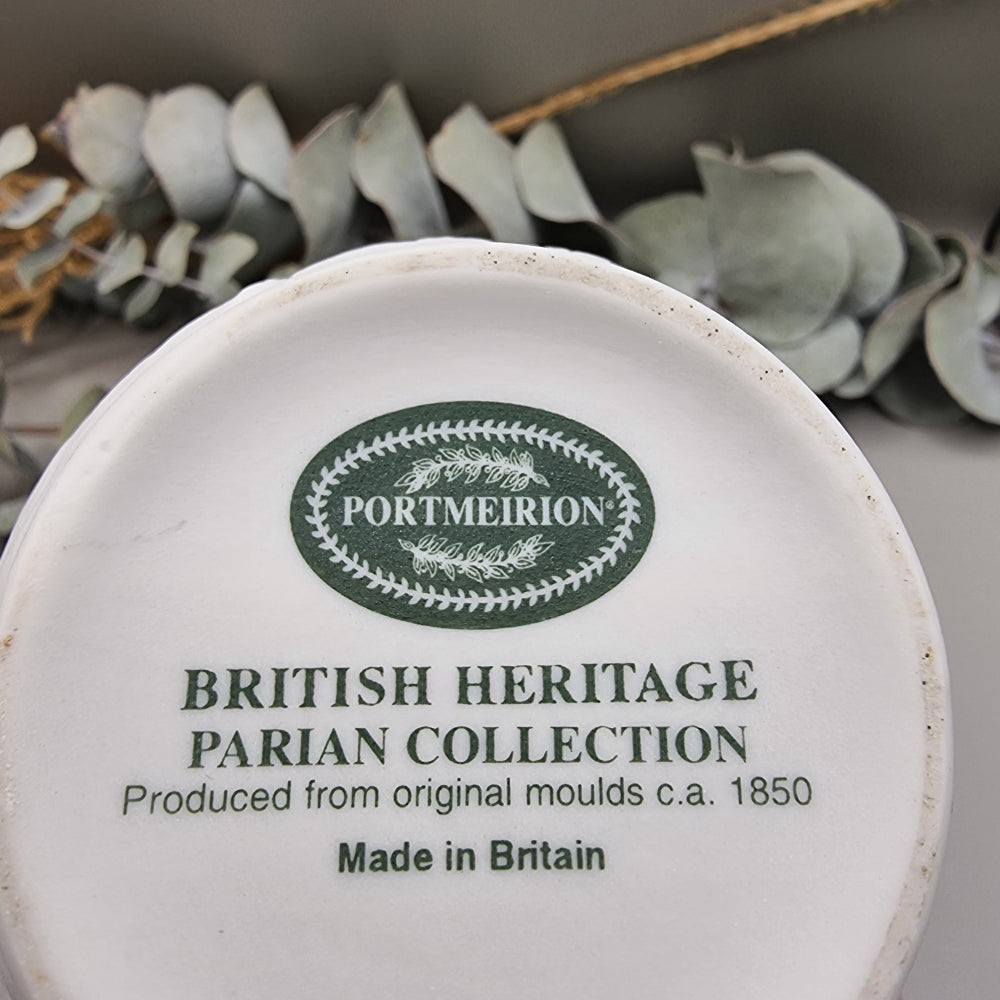 PORTMEIRION®
BRITISH HERITAGE
PARIAN COLLECTION
Produced from original moulds c.a. 1850
Made in Britain